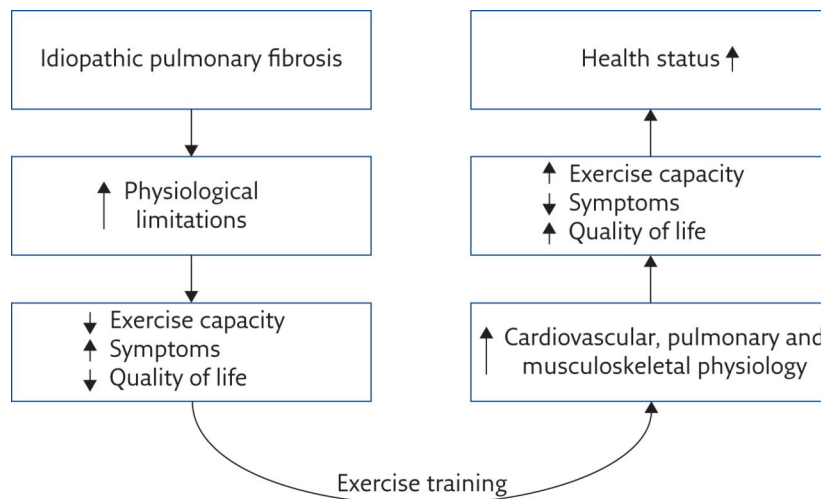 Idiopathic pulmonary fibrosis
Physiological
limitations
Exercise capacity
Symptoms
Quality of life
Exercise training
Cardiovascular, pulmonary and
musculoskeletal physiology
Exercise capacity
Symptoms
Quality of life
Health status